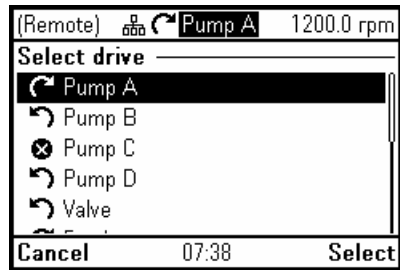 (Remote) Pump A 1200.0 rpm
Select drive
Pump A
Pump B
Pump C
Pump D
Valve
Cancel 07:38 Select